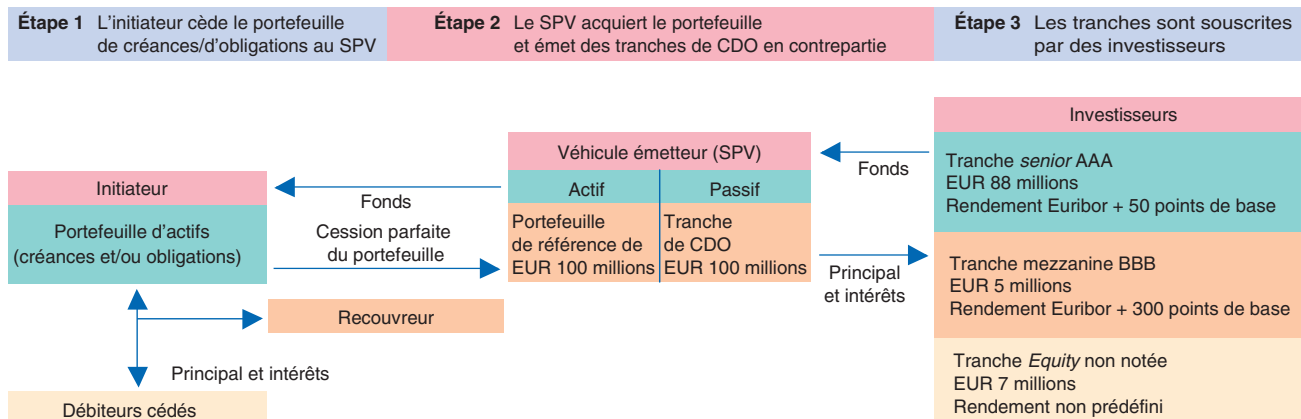 Étape 1 L'initiateur cède le portefeuille
de créances/d'obligations au SPV
Étape 2 Le SPV acquiert le portefeuille
et émet des tranches de CDO en contrepartie
Étape 3 Les tranches sont souscrites
par des investisseurs
Initiateur
Portefeuille d'actifs
(créances et/ou obligations)
Fonds
Cession parfaite
du portefeuille
Recouvreur
Principal et intérêts
Débiteurs cédés
Véhicule émetteur (SPV)
Actif
Passif
Portefeuille
de référence de
EUR 100 millions
Tranche
de CDO
EUR 100 millions
Fonds
Principal
et intérêts
Investisseurs
Tranche senior AAA
EUR 88 millions
Rendement Euribor + 50 points de base
Tranche mezzanine BBB
EUR 5 millions
Rendement Euribor + 300 points de base
Tranche Equity non notée
EUR 7 millions
Rendement non prédéfini